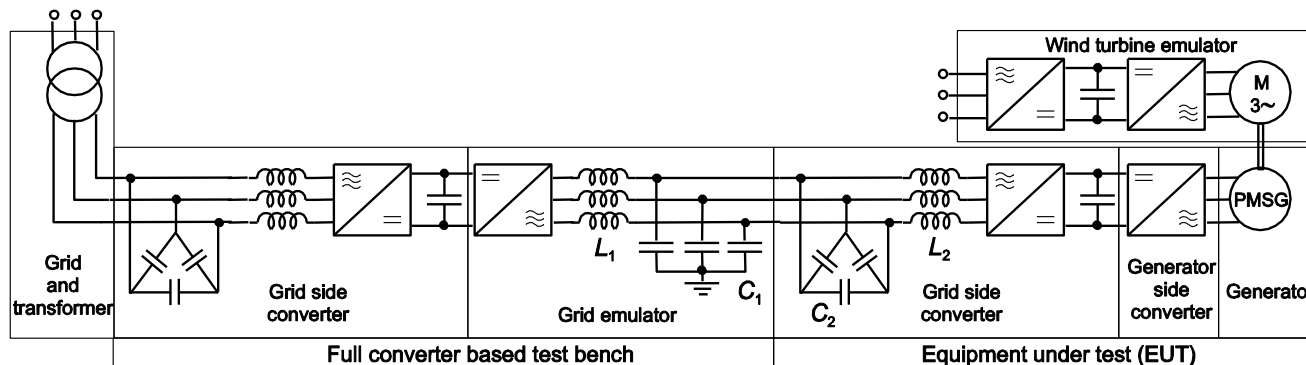 Wind turbine emulator
M
3~
PMSG
L1
L2
C1
C2
Grid
and
transformer
Grid side
converter
Grid emulator
Grid side
converter
Generator
side
converter
Generator
Full converter based test bench
Equipment under test (EUT)